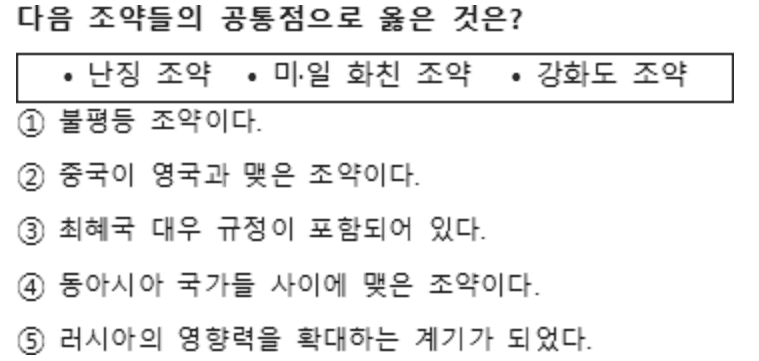 다음 조약들의 공통점으로 옳은 것은?
• 난징 조약 • 미·일 화친 조약 • 강화도 조약
① 불평등 조약이다.
② 중국이 영국과 맺은 조약이다.
③ 최혜국 대우 규정이 포함되어 있다.
④ 동아시아 국가들 사이에 맺은 조약이다.
⑤ 러시아의 영향력을 확대하는 계기가 되었다.